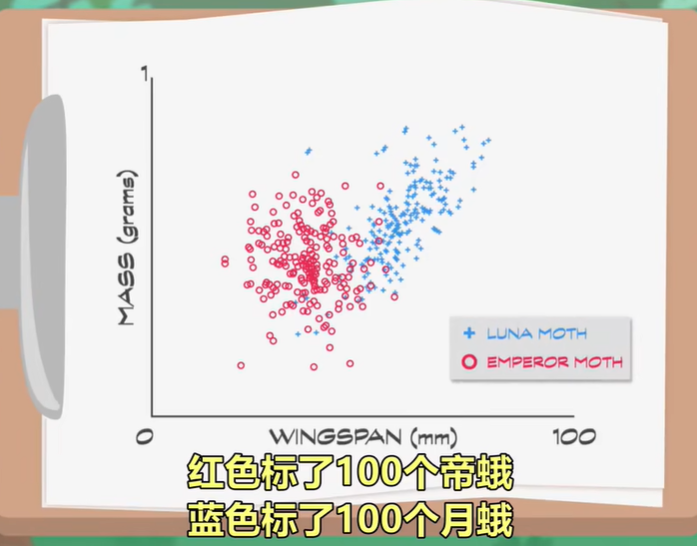 1
MASS (grams)
LUNA MOTH
EMPEROR MOTH
0
WINGSPAN (mm)
100
红色标了100个帝蛾
蓝色标了100个月蛾